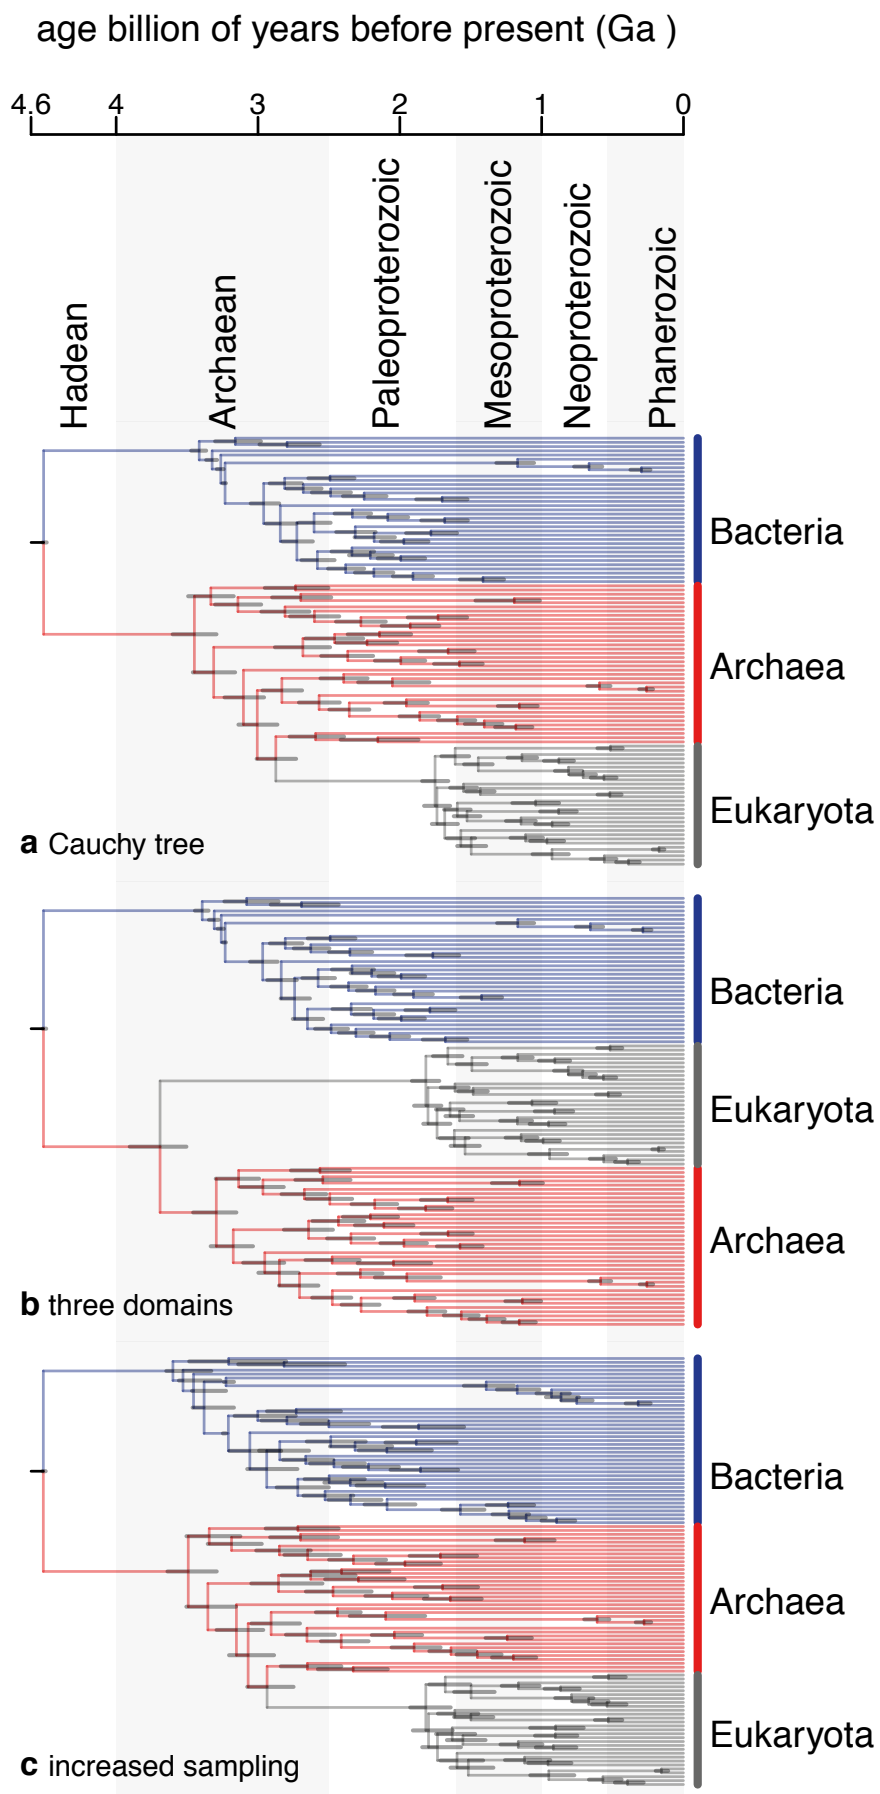 age billion of years before present (Ga )
4.6 4 3 2 1 0
Hadean
Archaean
Paleoproterozoic
Mesoproterozoic
Neoproterozoic
Phanerozoic
Bacteria
Archaea
Eukaryota
a Cauchy tree
Bacteria
Eukaryota
Archaea
b three domains
Bacteria
Archaea
Eukaryota
c increased sampling